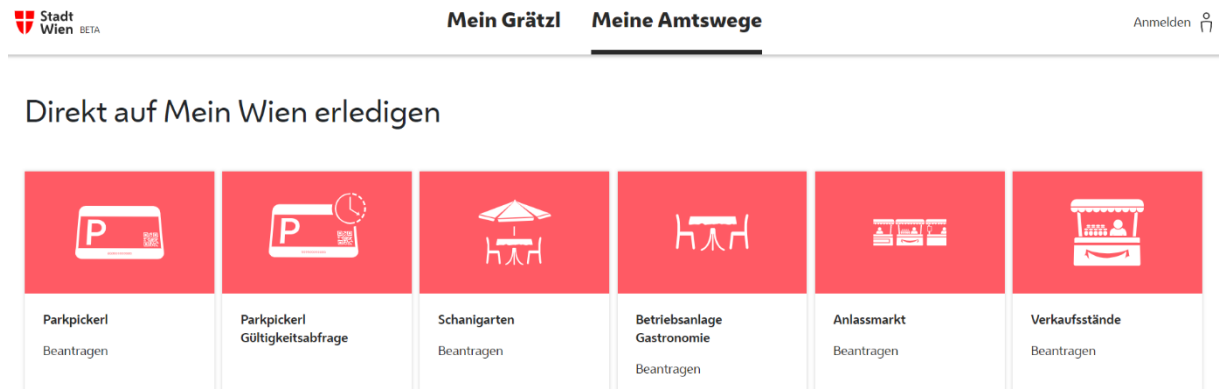 Stadt
Wien BETA
Mein Grätzl Meine Amtswege
Anmelden
Direkt auf Mein Wien erledigen
P
P
Parkpickerl
Beantragen
Parkpickerl
Gültigkeitsabfrage
Schanigarten
Beantragen
Betriebsanlage
Gastronomie
Beantragen
Anlassmarkt
Beantragen
Verkaufsstände
Beantragen